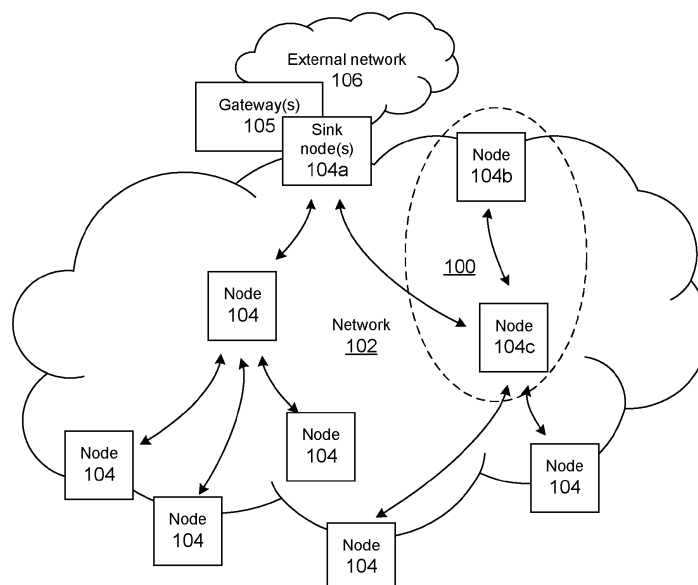 External network
106
Gateway(s)
105
Sink
node(s)
104a
Node
104b
100
Node
104
Network
102
Node
104c
Node
104
Node
104
Node
104
Node
104
Node
104